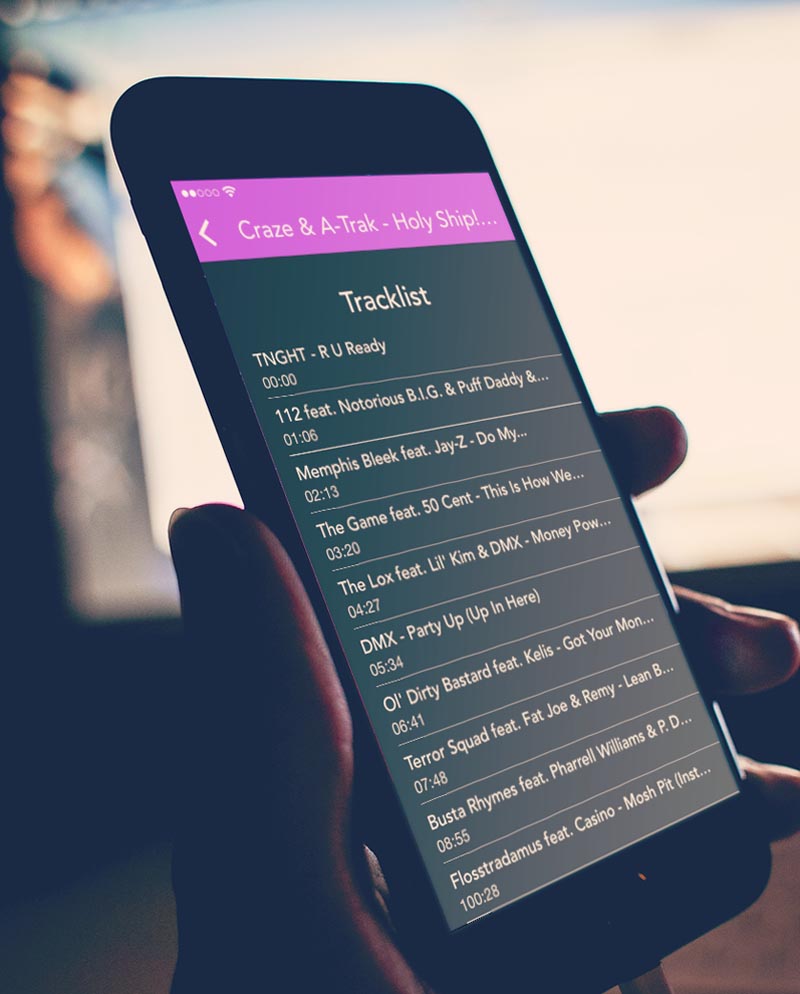 Craze & A-Trak - Holy Ship!...
Tracklist
TNGHT - R U Ready
00:00
112 feat. Notorious B.I.G. & Puff Daddy &...
01:06
Memphis Bleek feat. Jay-Z - Do My...
02:13
The Game feat. 50 Cent - This Is How We...
03:20
The Lox feat. Lil' Kim & DMX - Money Pow...
04:27
DMX - Party Up (Up In Here)
05:34
Ol' Dirty Bastard feat. Kelis - Got Your Mon...
06:41
Terror Squad feat. Fat Joe & Remy - Lean B...
07:48
Busta Rhymes feat. Pharrell Williams & P. D...
08:55
Flosstradamus feat. Casino - Mosh Pit (Inst...
100:28